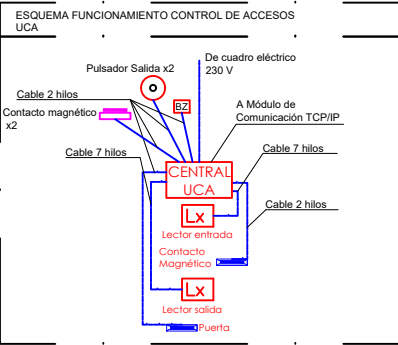 ESQUEMA FUNCIONAMIENTO CONTROL DE ACCESOS
UCA
De cuadro eléctrico
230 V
Pulsador Salida x2
Cable 2 hilos
BZ
Contacto magnético
x2
A Módulo de
Comunicación TCP/IP
Cable 7 hilos
Cable 7 hilos
CENTRAL
UCA
Cable 2 hilos
Lx
Lector entrada
Contacto
Magnético
Lx
Lector salida
Puerta